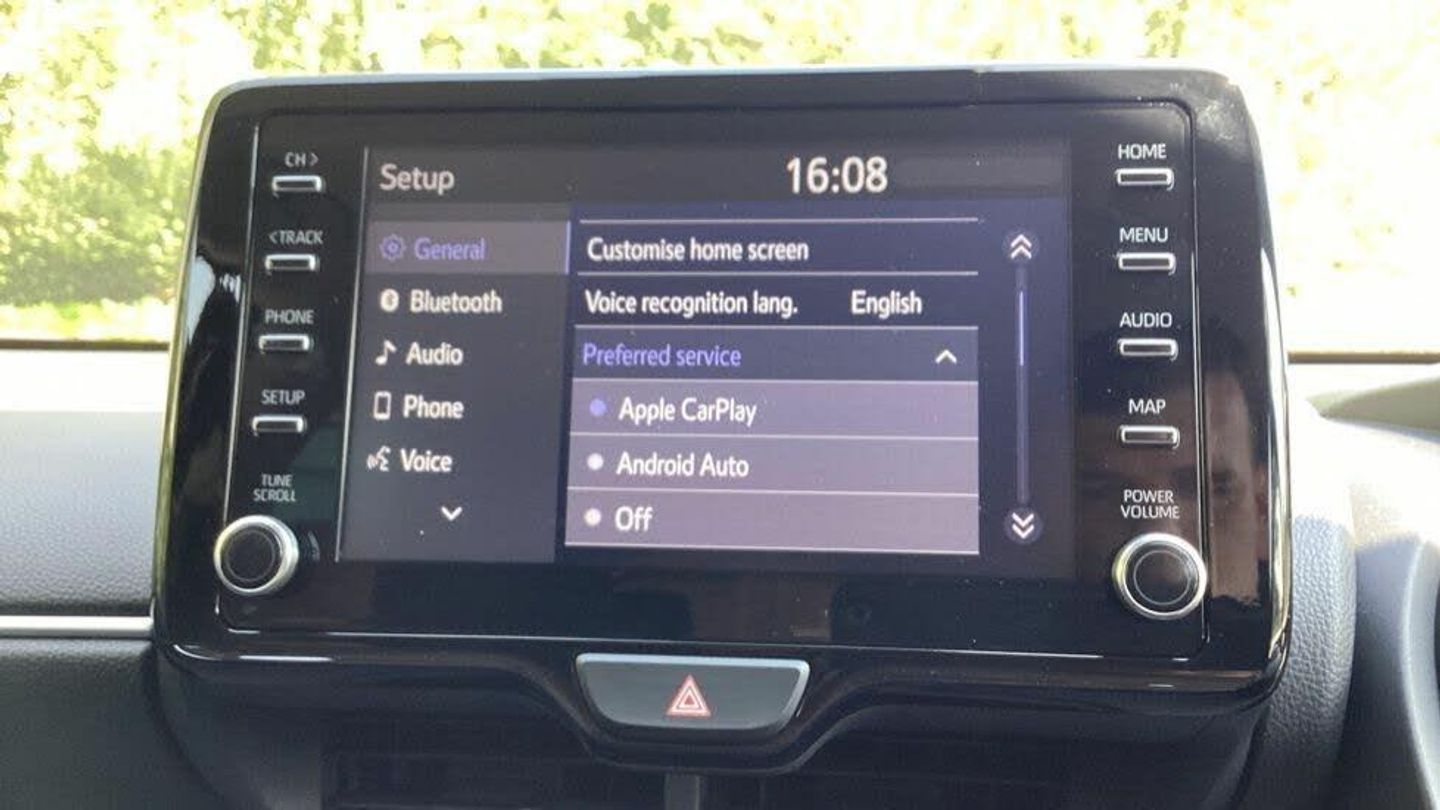 CH >
< TRACK
PHONE
SETUP
TUNE
SCROLL
Setup
16:08
General
Bluetooth
Audio
Phone
Voice
Customise home screen
Voice recognition lang. English
Preferred service
Apple CarPlay
Android Auto
Off
HOME
MENU
AUDIO
MAP
POWER
VOLUME